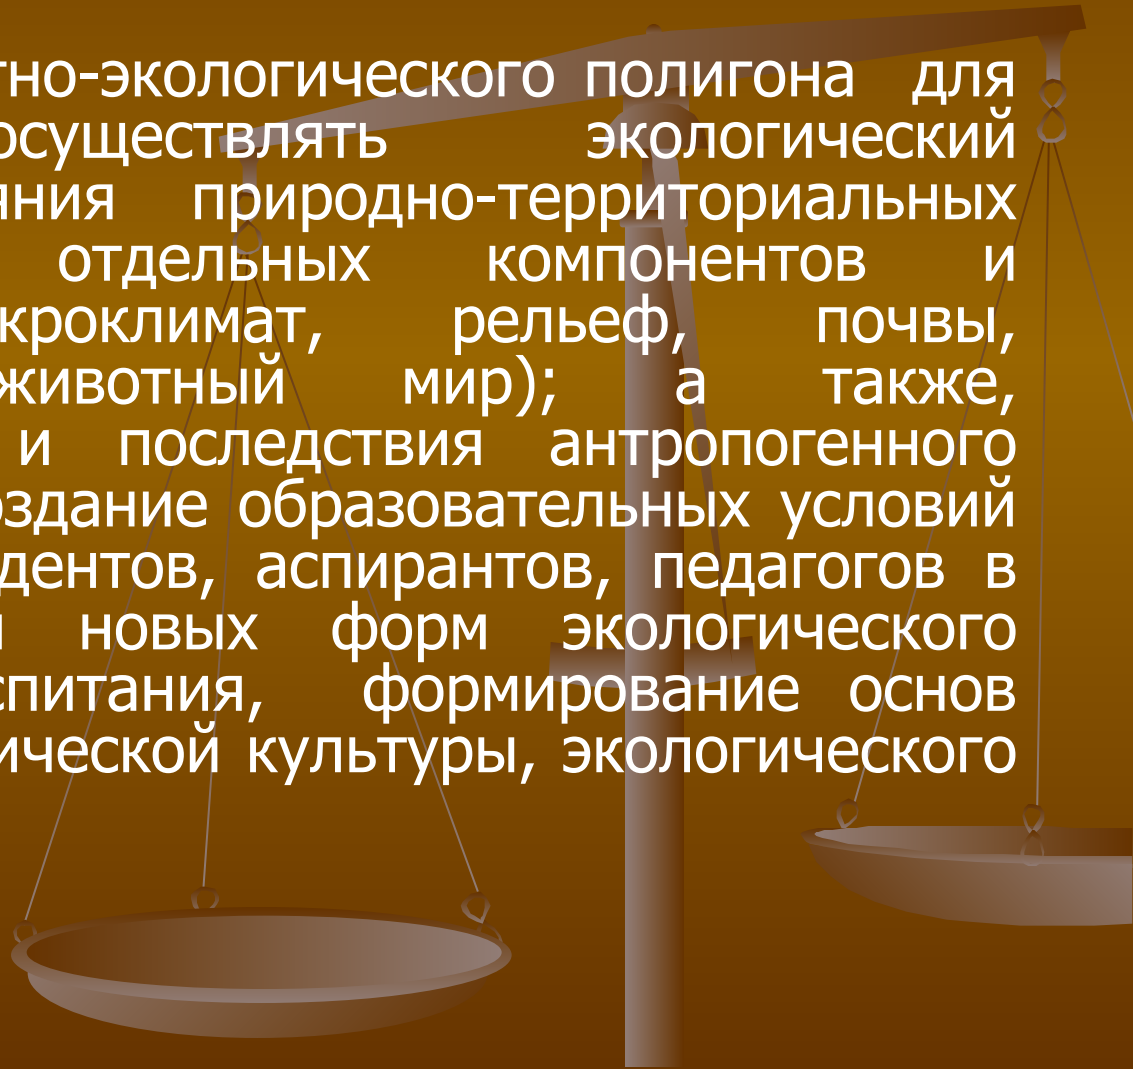 тно-экологического полигона для
осуществлять экологический
яния природно-территориальных
отдельных компонентов и
кроклимат, рельеф, почвы,
животный мир); а также,
и последствия антропогенного
оздание образовательных условий
дентов, аспирантов, педагогов в
новых форм экологического
спитания, формирование основ
ической культуры, экологического